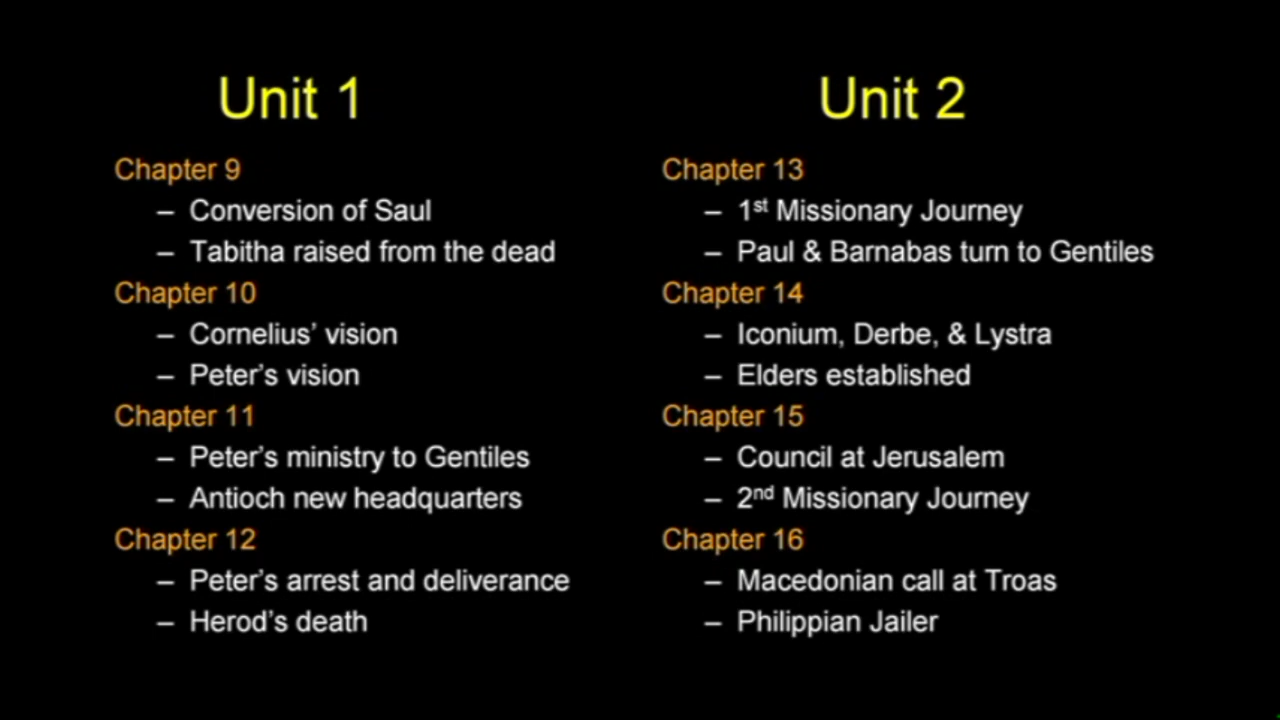 Unit 1
Chapter 9
– Conversion of Saul
– Tabitha raised from the dead
Chapter 10
– Cornelius’ vision
– Peter’s vision
Chapter 11
– Peter’s ministry to Gentiles
– Antioch new headquarters
Chapter 12
– Peter’s arrest and deliverance
– Herod’s death
Unit 2
Chapter 13
– 1st Missionary Journey
– Paul & Barnabas turn to Gentiles
Chapter 14
– Iconium, Derbe, & Lystra
– Elders established
Chapter 15
– Council at Jerusalem
– 2nd Missionary Journey
Chapter 16
– Macedonian call at Troas
– Philippian Jailer